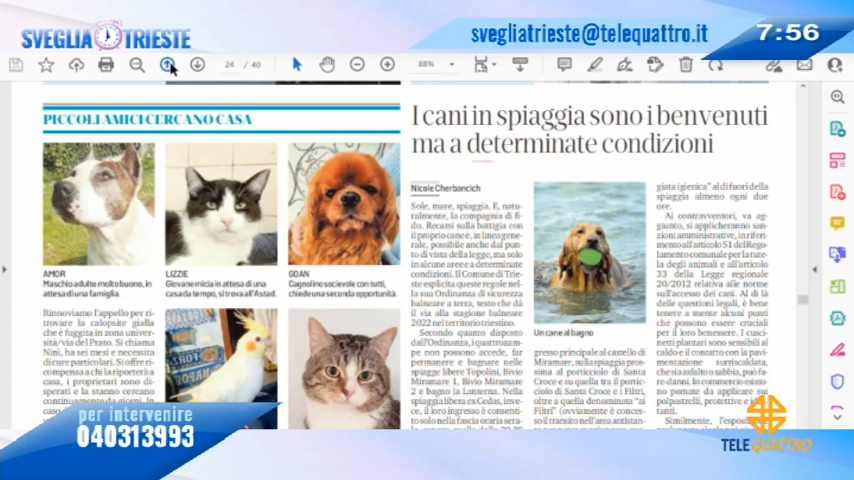 SVEGLIA TRIESTE
svegliatrieste@telequattro.it
7:56
24 / 40
88%
PICCOLI AMICI CERCANO CASA
AMOR
Maschio adulto molto buono, in
attesa di una famiglia.
LIZZIE
Giovane micia in attesa di una
casa da tempo, si trova all'Astad.
GDAN
Cagnolino socievole con tutti,
chiede una seconda opportunità.
Rinnoviamo l'appello per ri-
trovare la calopsite gialla
che è fuggita in zona univer-
sità/via del Prato. Si chiama
Ninì, ha sei mesi e necessita
di cure particolari. Si offre ri-
compensa a chi la riporterà a
casa, i proprietari sono di-
sperati e la stanno cercano
continuamente da giorni. In
I cani in spiaggia sono i benvenuti
ma a determinate condizioni
Nicole Cherbancich
Sole, mare, spiaggia. E, natu-
ralmente, la compagnia di fi-
do. Recarsi sulla battigia con
il proprio cane è, in linea gene-
rale, possibile anche dal pun-
to di vista della legge, ma solo
in alcune aree e a determinate
condizioni. Il Comune di Trie-
ste esplicita queste regole nel-
la sua Ordinanza di sicurezza
balneare a terra, testo che dà
il via alla stagione balneare
2022 nel territorio triestino.
Secondo quanto disposto
dall'Ordinanza, i quattro zam-
pe non possono accede, far
permanere e bagnare nelle
spiagge libere Topolini, Bivio
Miramare 1, Bivio Miramare
2 e bagno la Lanterna. Nella
spiaggia libera ex Cedas, inve-
ce, il loro ingresso è consenti-
to solo nella fascia oraria sera-
Un cane al bagno
gresso principale al castello di
Miramare, sulla spiaggia pros-
sima al porticciolo di Santa
Croce e su quella tra il portic-
ciolo di Santa Croce e i Filtri,
oltre a quella denominata "ai
Filtri" (ovviamente è conces-
so il transito nell'area antistan-
giata igienica" al di fuori della
spiaggia almeno ogni due
ore.
Ai contravventori, va ag-
giunto, si applicheranno san-
zioni amministrative, in riferi-
mento all'articolo 51 del Rego-
lamento comunale per la tute-
la degli animali e all'articolo
33 della Legge regionale
20/2012 relative alle norme
sull'accesso dei cani. Al di là
delle questioni legali, è bene
tenere a mente alcuni punti
che possono essere cruciali
per il loro benessere. I cusci-
netti plantari sono sensibili al
caldo e il contatto con la pavi-
mentazione surriscaldata,
che sia asfalto o sabbia, può fa-
re danni. In commercio esisto-
no pomate da applicare sui
polpastrelli, protettive e i
tanti.
Similmente, l'esposi
per intervenire
040313993
TELEQUATTRO